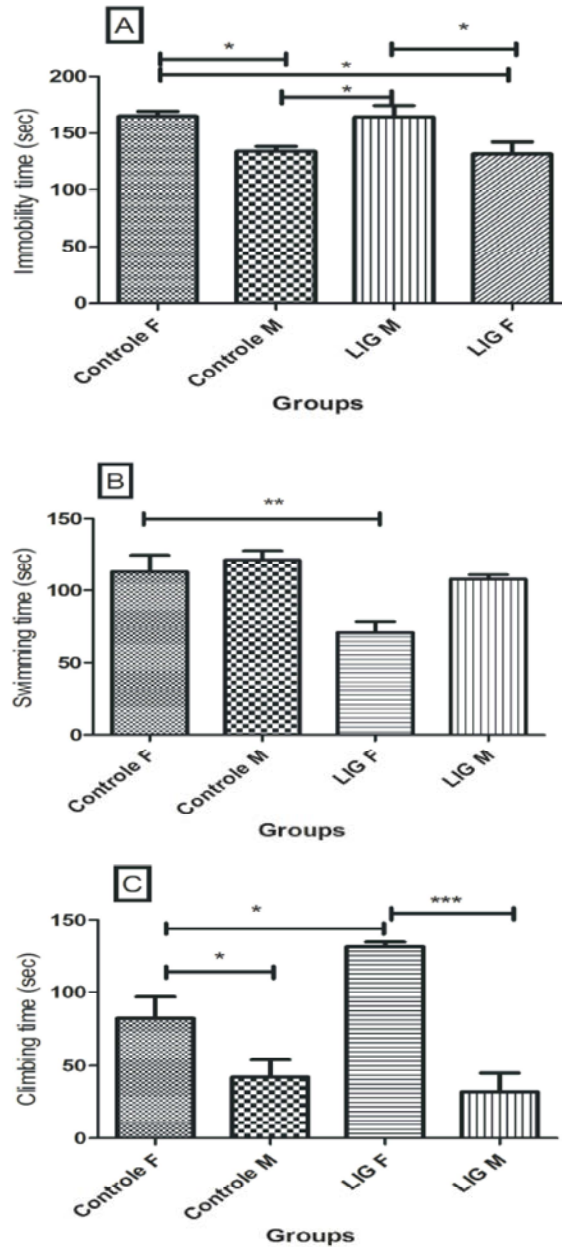 A
*
*
*
*
Immobility time (sec)
200
150
100
50
0
Controle F
Controle M
LIG M
LIG F
Groups
B
**
Swimming time (sec)
150
100
50
0
Controle F
Controle M
LIG F
LIG M
Groups
C
*
***
*
Climbing time (sec)
150
100
50
0
Controle F
Controle M
LIG F
LIG M
Groups